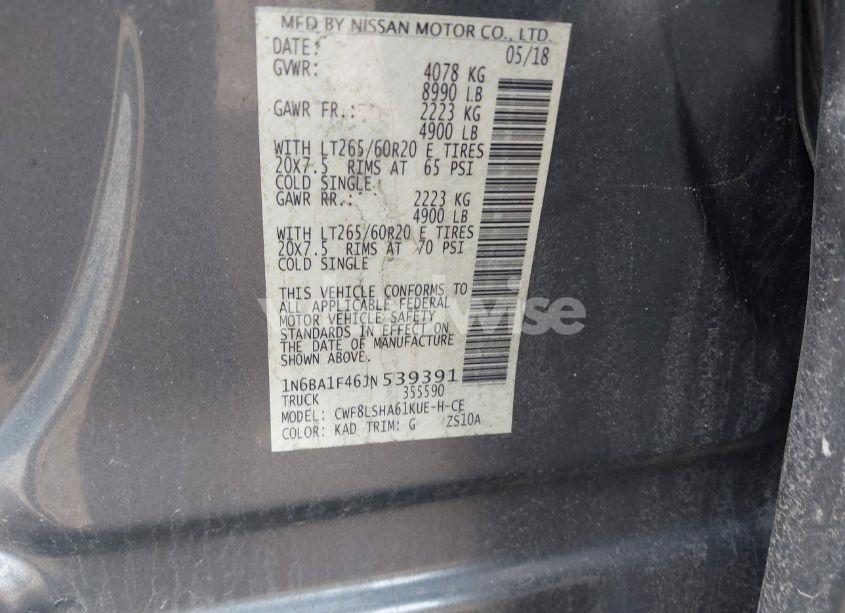 MFD BY NISSAN MOTOR CO., LTD.
DATE: 05/18
GVWR: 4078 KG
8990 LB
GAWR FR.: 2223 KG
4900 LB
WITH LT265/60R20 E TIRES
20X7.5 RIMS AT 65 PSI
COLD SINGLE
GAWR RR.: 2223 KG
4900 LB
WITH LT265/60R20 E TIRES
20X7.5 RIMS AT 70 PSI
COLD SINGLE
THIS VEHICLE CONFORMS TO
ALL APPLICABLE FEDERAL
MOTOR VEHICLE SAFETY
STANDARDS IN EFFECT ON
THE DATE OF MANUFACTURE
SHOWN ABOVE.
1N6BA1F46JN539391
TRUCK 355590
MODEL: CWF8LSHA61KUE-H-CE
COLOR: KAD TRIM: G ZS10A